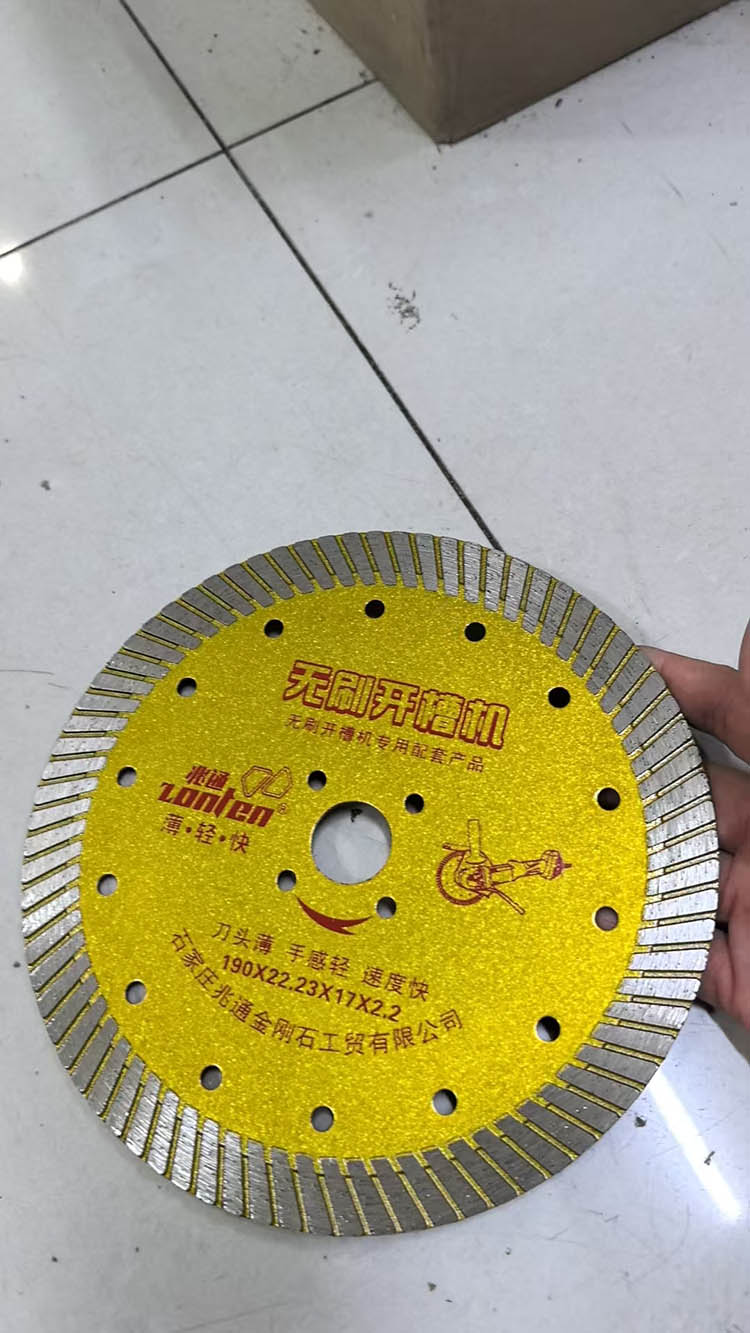 无刷开槽机
无刷开槽机专用配套产品
兆通
zonten®
薄·轻·快
刀头薄 手感轻 速度快
190X22.23X17X2.2
石家庄兆通金刚石工贸有限公司